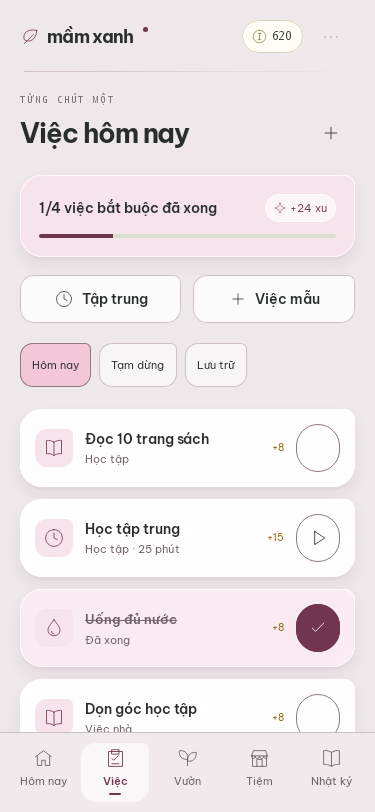 mầm xanh
620
TỪNG CHÚT MỘT
Việc hôm nay
1/4 việc bắt buộc đã xong
+24 xu
Tập trung
Việc mẫu
Hôm nay
Tạm dừng
Lưu trữ
Đọc 10 trang sách
Học tập
+8
Học tập trung
Học tập · 25 phút
+15
Uống đủ nước
Đã xong
+8
Dọn góc học tập
Việc nhà
+8
Hôm nay
Việc
Vườn
Tiệm
Nhật ký